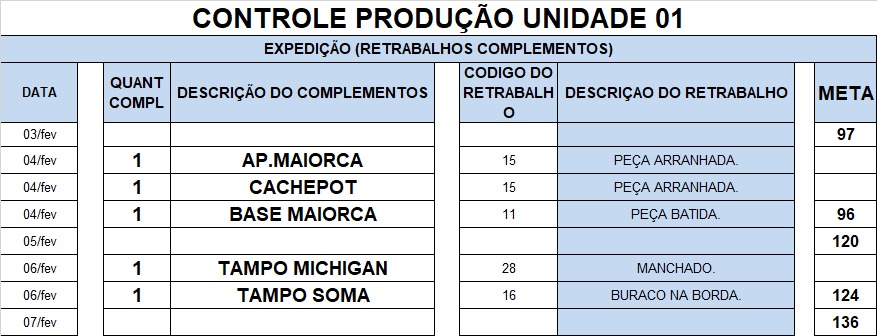 CONTROLE PRODUÇÃO UNIDADE 01
EXPEDIÇÃO (RETRABALHOS COMPLEMENTOS)
DATA QUANT COMPL DESCRIÇÃO DO COMPLEMENTOS CODIGO DO RETRABALHO DESCRIÇAO DO RETRABALHO META
03/fev 97
04/fev 1 AP.MAIORCA 15 PEÇA ARRANHADA.
04/fev 1 CACHEPOT 15 PEÇA ARRANHADA.
04/fev 1 BASE MAIORCA 11 PEÇA BATIDA. 96
05/fev 120
06/fev 1 TAMPO MICHIGAN 28 MANCHADO.
06/fev 1 TAMPO SOMA 16 BURACO NA BORDA. 124
07/fev 136